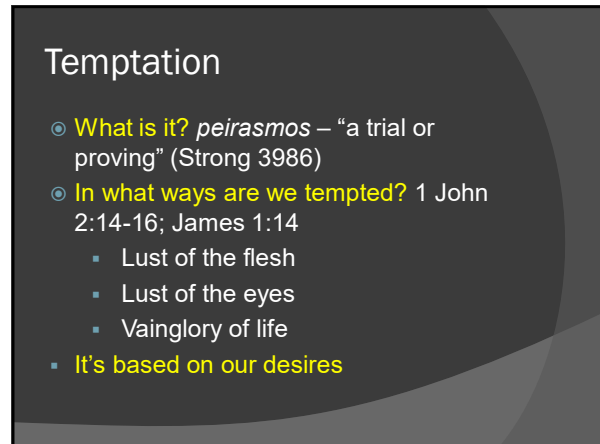 Temptation
What is it? peirasmos – “a trial or
proving” (Strong 3986)
In what ways are we tempted? 1 John
2:14-16; James 1:14
Lust of the flesh
Lust of the eyes
Vainglory of life
It’s based on our desires